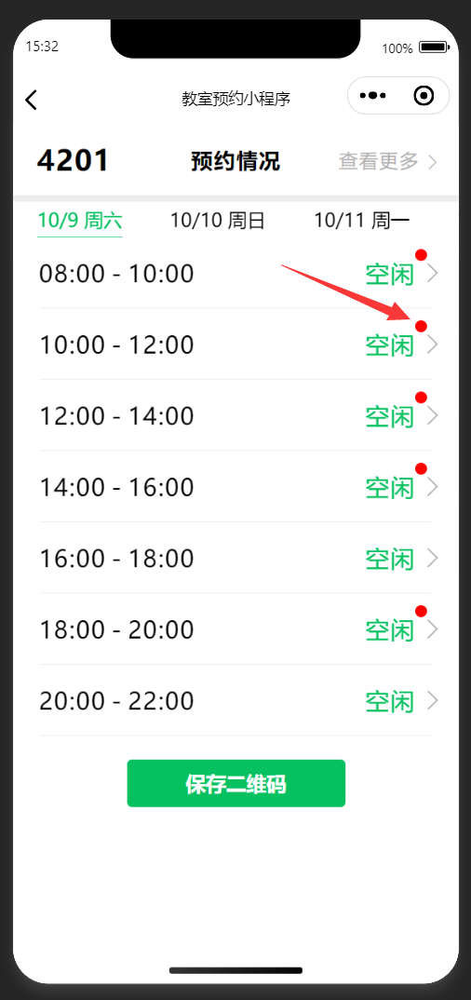 15:32 100%
教室预约小程序
4201 预约情况 查看更多
10/9 周六 10/10 周日 10/11 周一
08:00 - 10:00 空闲
10:00 - 12:00 空闲
12:00 - 14:00 空闲
14:00 - 16:00 空闲
16:00 - 18:00 空闲
18:00 - 20:00 空闲
20:00 - 22:00 空闲
保存二维码